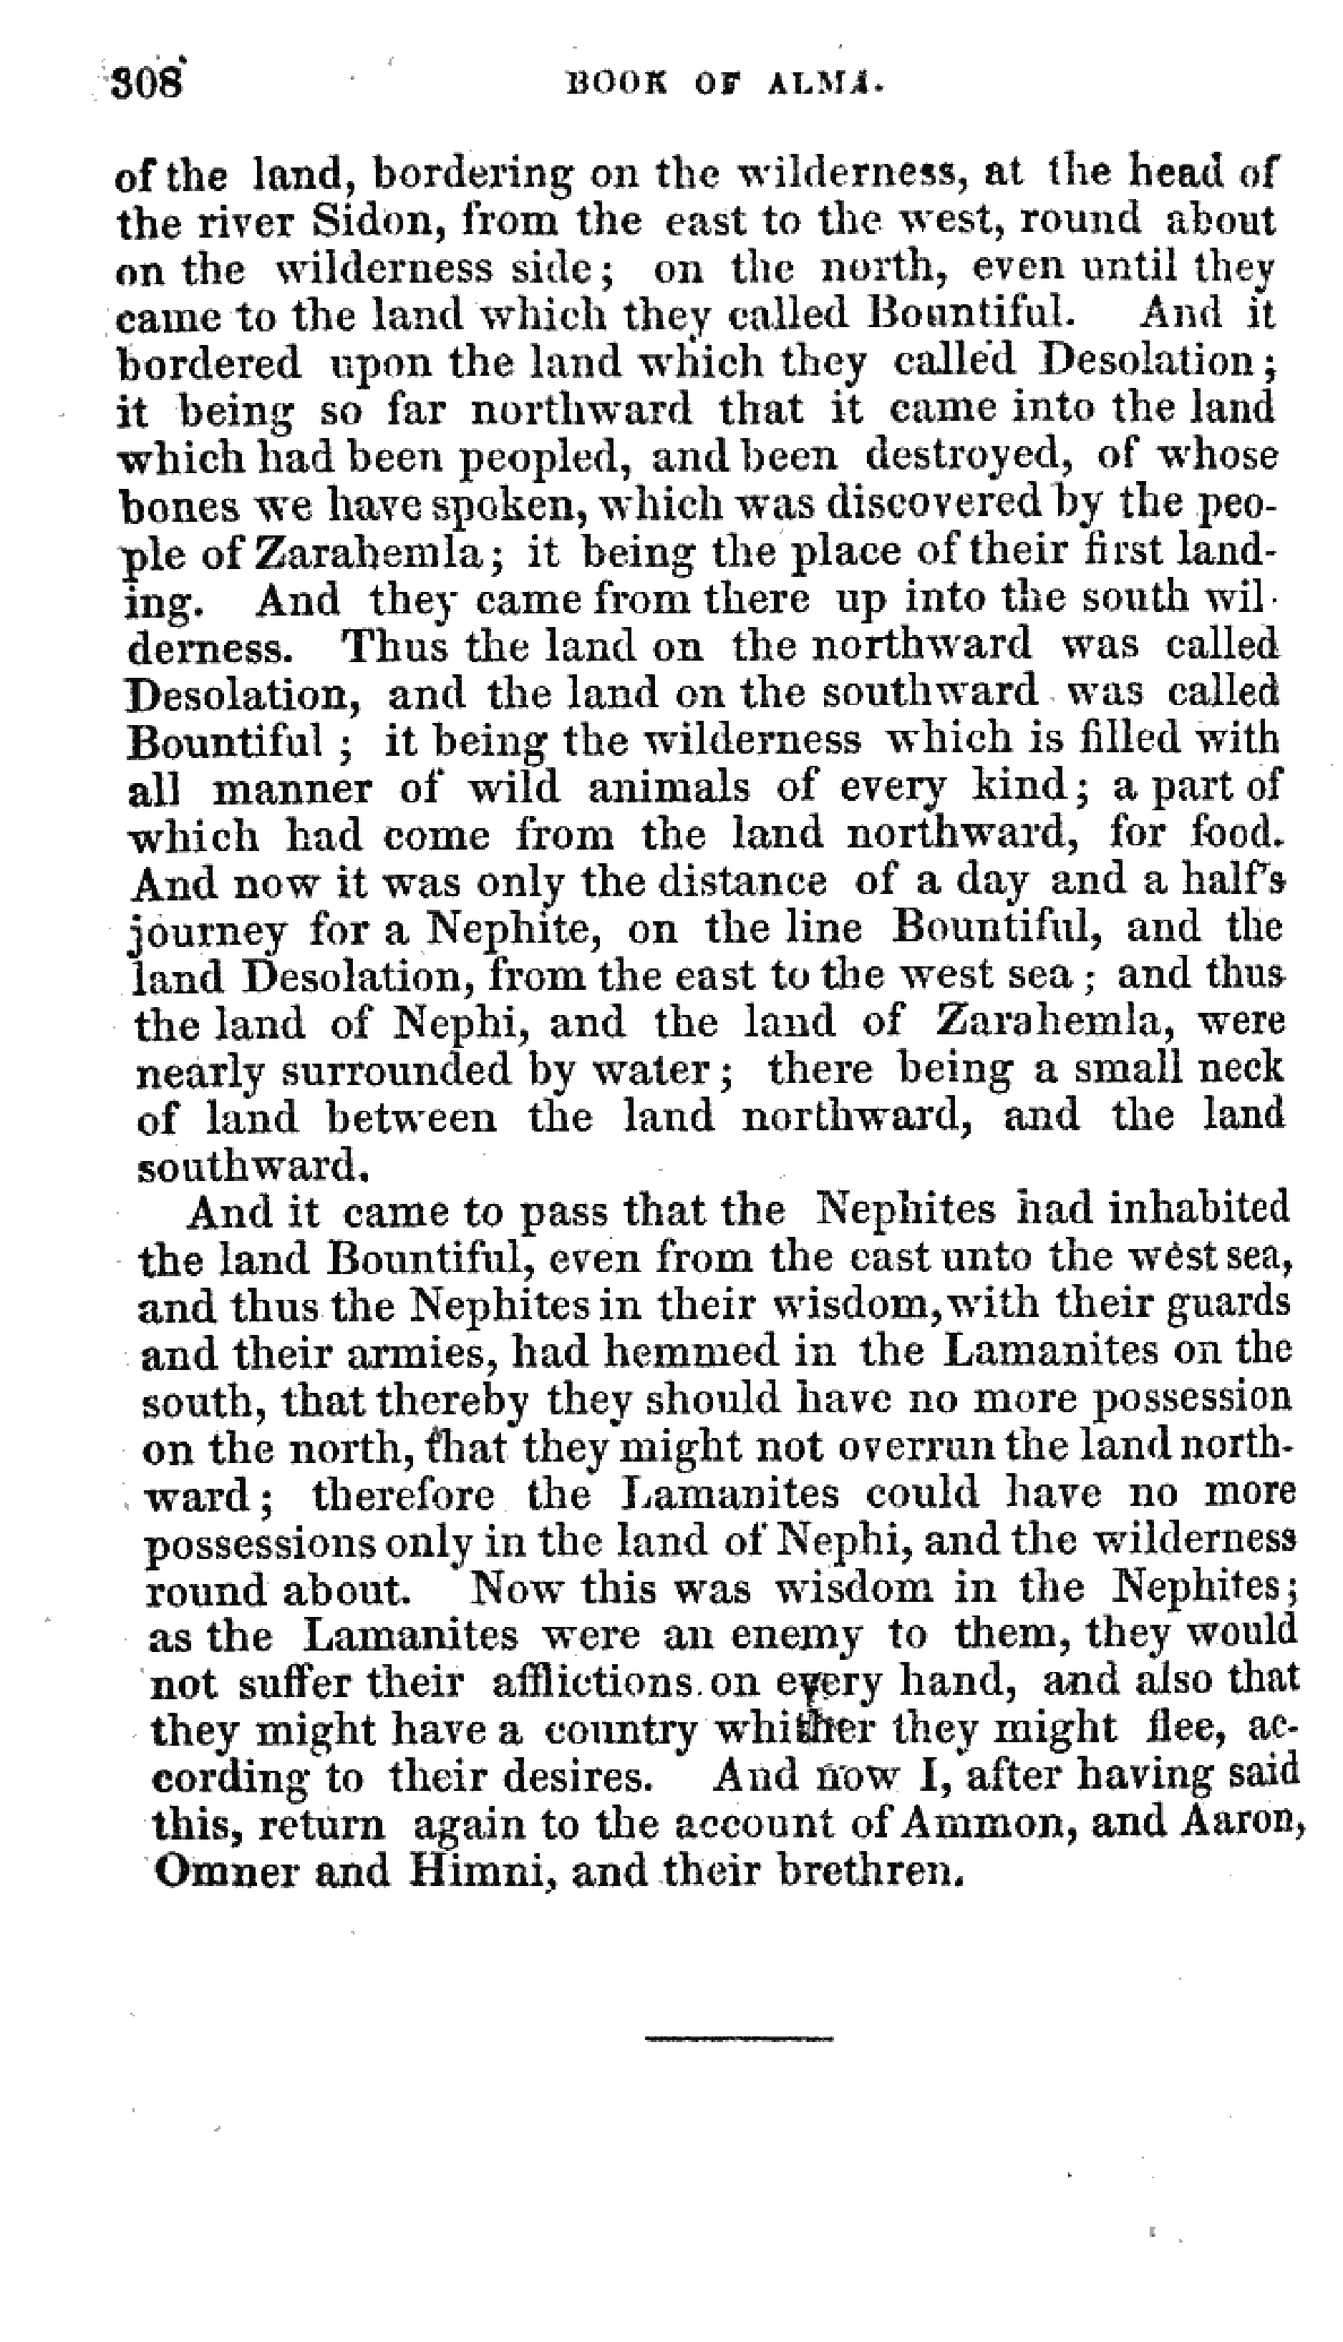 308 BOOK OF ALMA.
of the land, bordering on the wilderness, at the head of
the river Sidon, from the east to the west, round about
on the wilderness side; on the north, even until they
came to the land which they called Bountiful. And it
bordered upon the land which they called Desolation;
it being so far northward that it came into the land
which had been peopled, and been destroyed, of whose
bones we have spoken, which was discovered by the peo-
ple of Zarahemla; it being the place of their first land-
ing. And they came from there up into the south wil-
derness. Thus the land on the northward was called
Desolation, and the land on the southward was called
Bountiful; it being the wilderness which is filled with
all manner of wild animals of every kind; a part of
which had come from the land northward, for food.
And now it was only the distance of a day and a half's
journey for a Nephite, on the line Bountiful, and the
land Desolation, from the east to the west sea; and thus
the land of Nephi, and the land of Zarahemla, were
nearly surrounded by water; there being a small neck
of land between the land northward, and the land
southward.
And it came to pass that the Nephites had inhabited
the land Bountiful, even from the east unto the west sea,
and thus the Nephites in their wisdom, with their guards
and their armies, had hemmed in the Lamanites on the
south, that thereby they should have no more possession
on the north, that they might not overrun the land north-
ward; therefore the Lamanites could have no more
possessions only in the land of Nephi, and the wilderness
round about. Now this was wisdom in the Nephites;
as the Lamanites were an enemy to them, they would
not suffer their afflictions on every hand, and also that
they might have a country whither they might flee, ac-
cording to their desires. And now I, after having said
this, return again to the account of Ammon, and Aaron,
Omner and Himni, and their brethren.